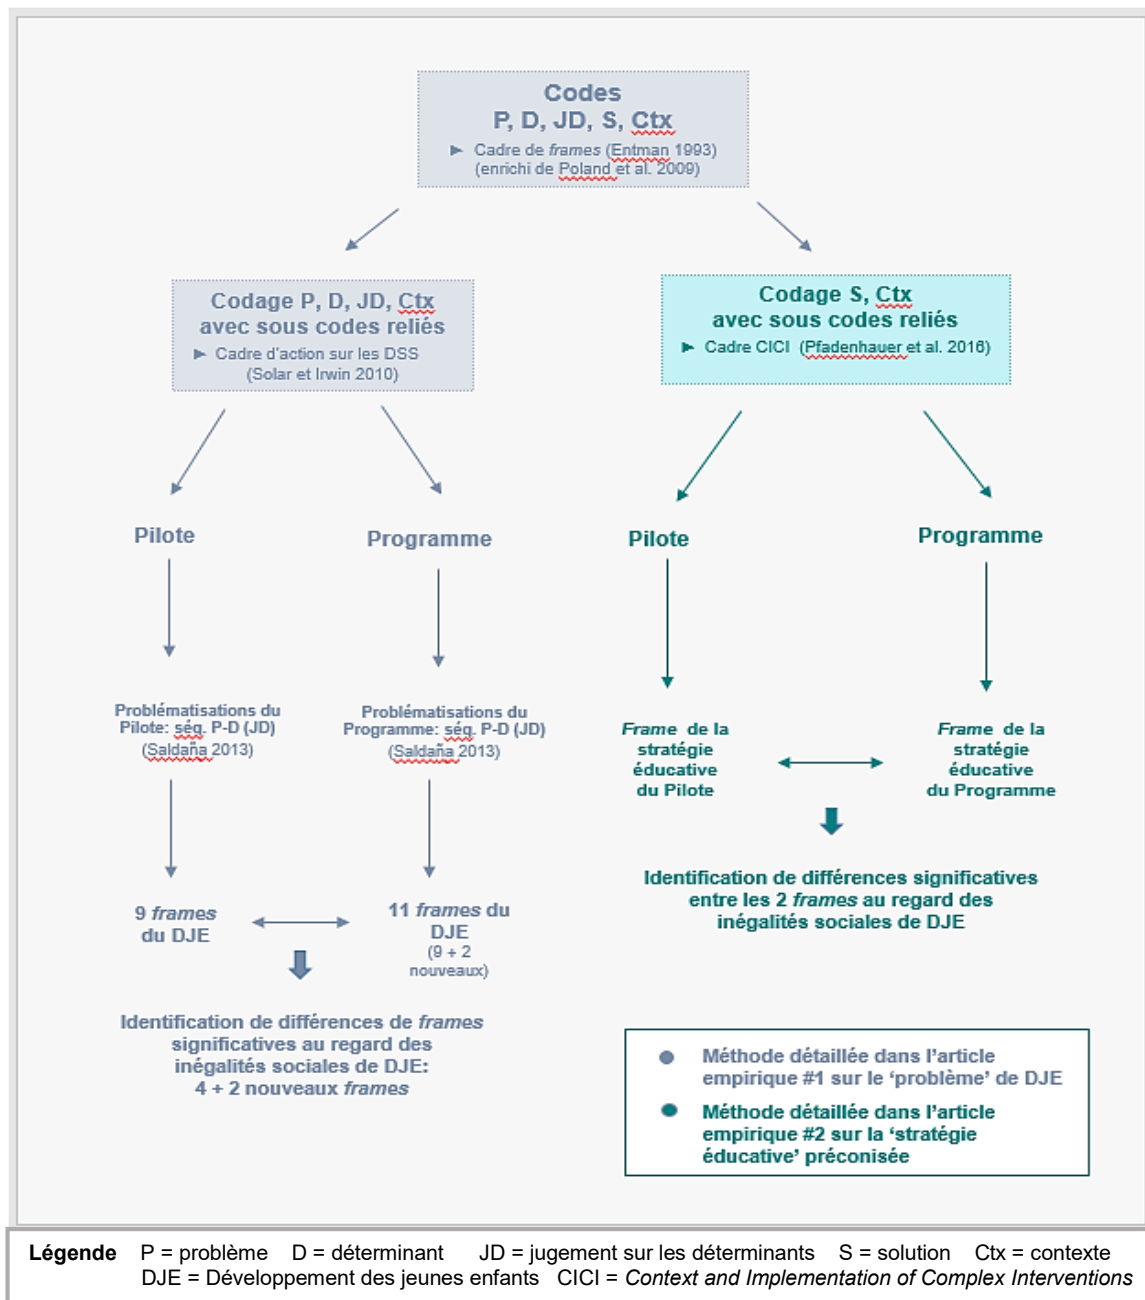 Codes
P, D, JD, S, Ctx
► Cadre de frames (Entman 1993)
(enrichi de Poland et al. 2009)
Codage P, D, JD, Ctx
avec sous codes reliés
► Cadre d'action sur les DSS
(Solar et Irwin 2010)
Codage S, Ctx
avec sous codes reliés
► Cadre CICI (Pfadenhauer et al. 2016)
Pilote
Programme
Pilote
Programme
Problématisations du
Pilote: séq. P-D (JD)
(Saldaña 2013)
Problématisations du
Programme: séq. P-D (JD)
(Saldaña 2013)
Frame de la
stratégie
éducative
du Pilote
Frame de la
stratégie
éducative
du Programme
9 frames
du DJE
11 frames du
DJE
(9 + 2
nouveaux)
Identification de différences significatives
entre les 2 frames au regard des
inégalités sociales de DJE
Identification de différences de frames
significatives au regard des
inégalités sociales de DJE:
4 + 2 nouveaux frames
Méthode détaillée dans l'article
empirique #1 sur le 'problème' de DJE
Méthode détaillée dans l'article
empirique #2 sur la 'stratégie
éducative' préconisée
Légende P = problème D = déterminant JD = jugement sur les déterminants S = solution Ctx = contexte
DJE = Développement des jeunes enfants CICI = Context and Implementation of Complex Interventions